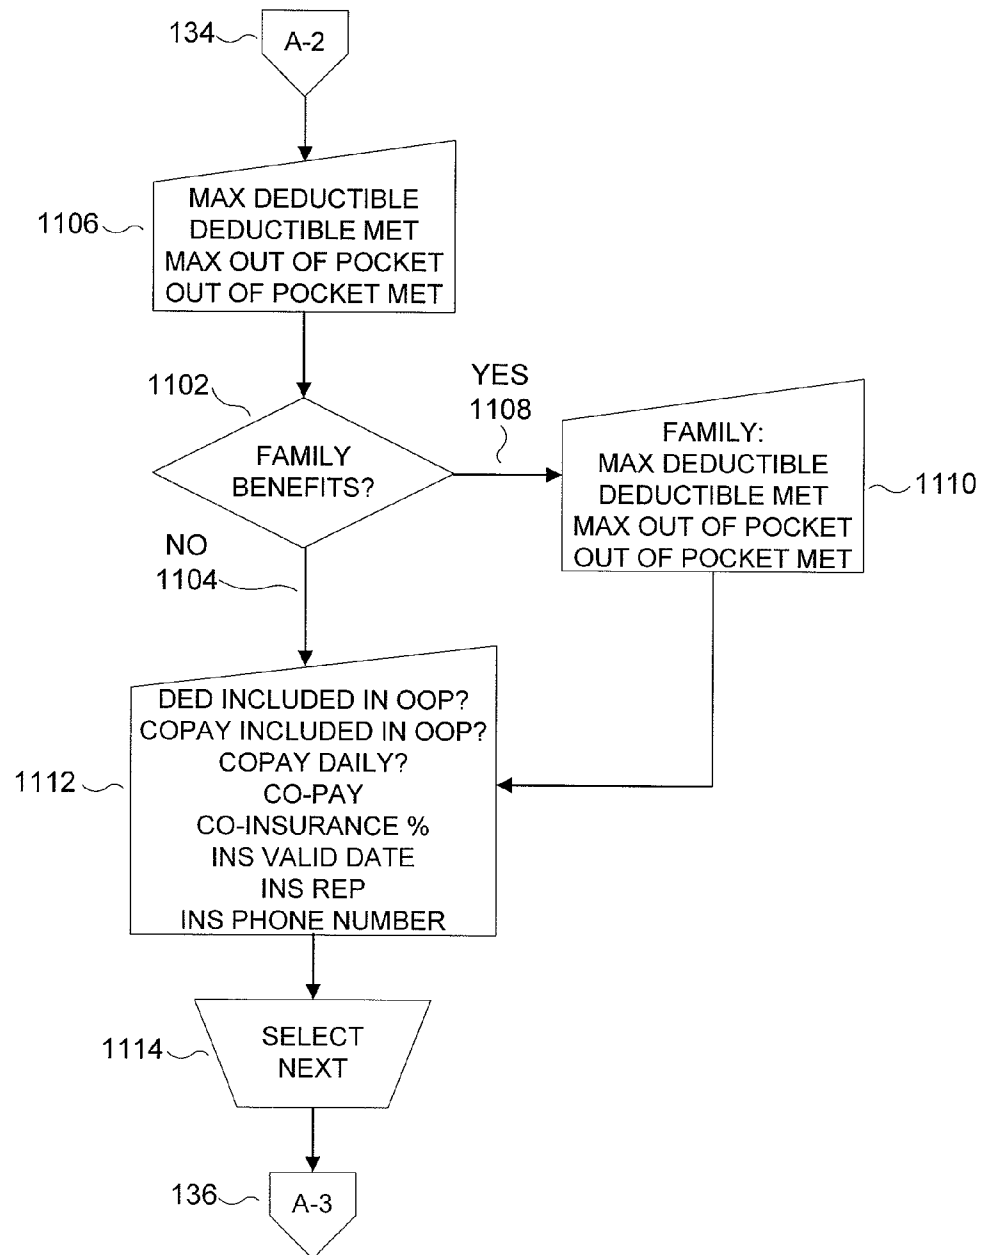 134
A-2
1106
MAX DEDUCTIBLE
DEDUCTIBLE MET
MAX OUT OF POCKET
OUT OF POCKET MET
1102
FAMILY
BENEFITS?
YES
1108
FAMILY:
MAX DEDUCTIBLE
DEDUCTIBLE MET
MAX OUT OF POCKET
OUT OF POCKET MET
1110
NO
1104
1112
DED INCLUDED IN OOP?
COPAY INCLUDED IN OOP?
COPAY DAILY?
CO-PAY
CO-INSURANCE %
INS VALID DATE
INS REP
INS PHONE NUMBER
1114
SELECT
NEXT
136
A-3